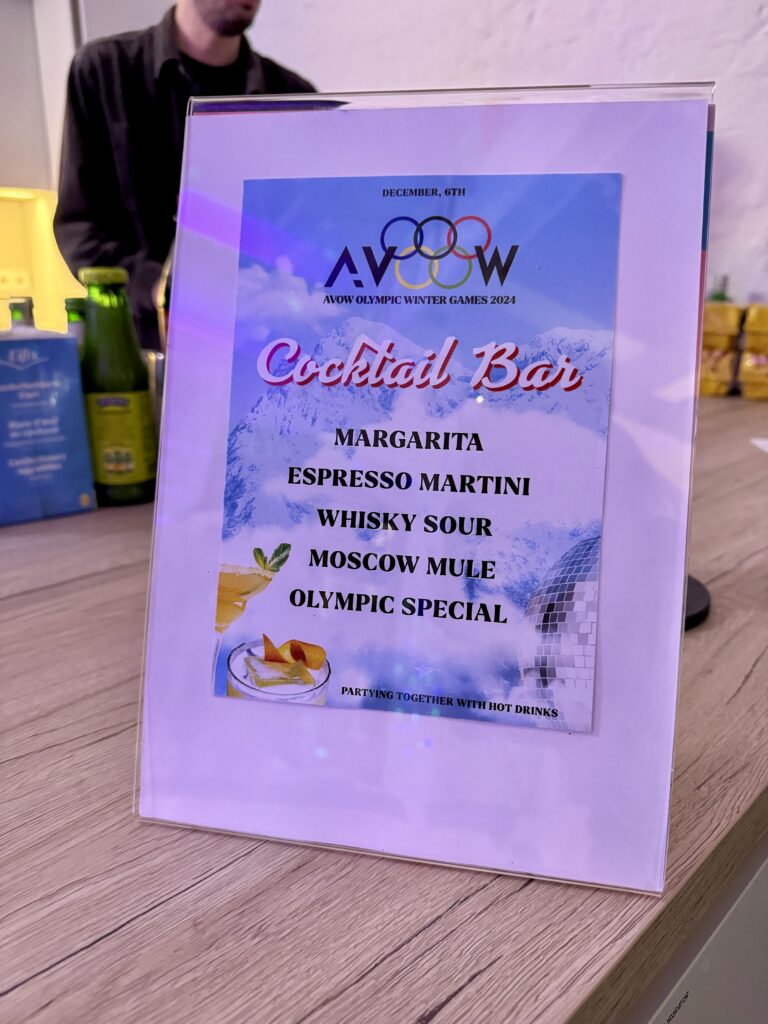 DECEMBER, 6TH
AVOW
AVOW OLYMPIC WINTER GAMES 2024
Cocktail Bar
MARGARITA
ESPRESSO MARTINI
WHISKY SOUR
MOSCOW MULE
OLYMPIC SPECIAL
PARTYING TOGETHER WITH HOT DRINKS